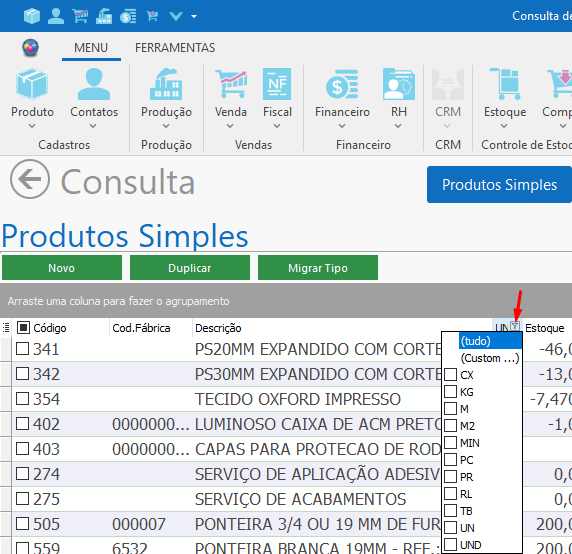 Consulta de
MENU FERRAMENTAS
NF
Produto Contatos Produção Venda Fiscal Financeiro RH CRM Estoque Comp
Cadastros Produção Vendas Financeiro CRM Controle de Estoc
Consulta Produtos Simples
Produtos Simples
Novo Duplicar Migrar Tipo
Arraste uma coluna para fazer o agrupamento
Código Cod.Fábrica Descrição UN Estoque
(tudo)
(Custom ...)
CX
KG
M
M2
MIN
PC
PR
RL
TB
UN
UND
341 PS20MM EXPANDIDO COM CORTE -46,
342 PS30MM EXPANDIDO COM CORTE -13,0
354 TECIDO OXFORD IMPRESSO -7,470
402 0000000... LUMINOSO CAIXA DE ACM PRETO -1,0
403 0000000... CAPAS PARA PROTECAO DE ROD
274 SERVIÇO DE APLICAÇÃO ADESIV 0,0
275 SERVIÇO DE ACABAMENTOS 0,0
505 000007 PONTEIRA 3/4 OU 19 MM DE FUR 200,0
559 6532 PONTEIRA BRANCA 19MM - REF.: 200,0